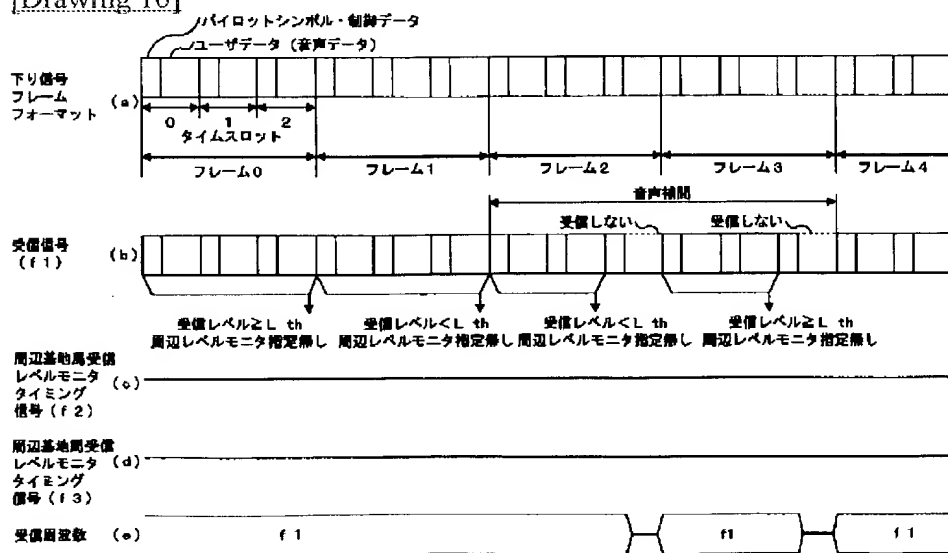 [Drawing 10]
パイロットシンボル・制御データ
ユーザデータ（音声データ）
下り信号
フレーム
フォーマット
(a)
0 1 2
タイムスロット
フレーム0 フレーム1 フレーム2 フレーム3 フレーム4
音声補間
受信しない 受信しない
受信信号
(f1)
(b)
受信レベル≧L th 受信レベル<L th 受信レベル<L th 受信レベル≧L th
周辺レベルモニタ指定無し 周辺レベルモニタ指定無し 周辺レベルモニタ指定無し 周辺レベルモニタ指定無し
周辺基地局受信
レベルモニタ
タイミング
信号(f2)
(c)
周辺基地局受信
レベルモニタ
タイミング
信号(f3)
(d)
受信周波数 (e) f1 f1 f1